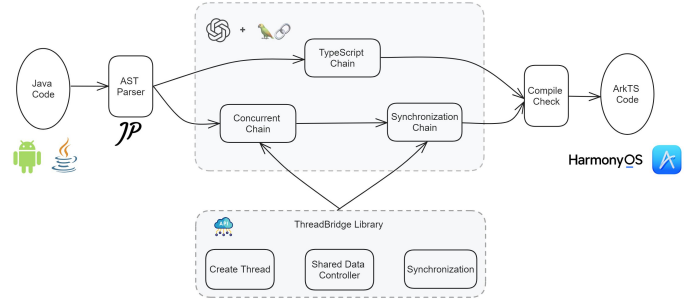 +
Java
Code
AST
Parser
JP
TypeScript
Chain
Concurrent
Chain
Synchronization
Chain
Compile
Check
ArkTS
Code
HarmonyOS
API
ThreadBridge Library
Create Thread
Shared Data
Controller
Synchronization